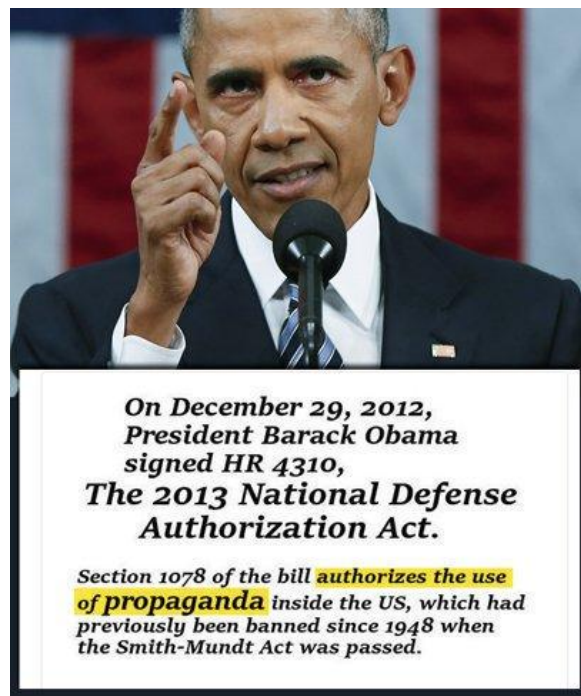 On December 29, 2012,
President Barack Obama
signed HR 4310,
The 2013 National Defense
Authorization Act.
Section 1078 of the bill authorizes the use
of propaganda inside the US, which had
previously been banned since 1948 when
the Smith-Mundt Act was passed.